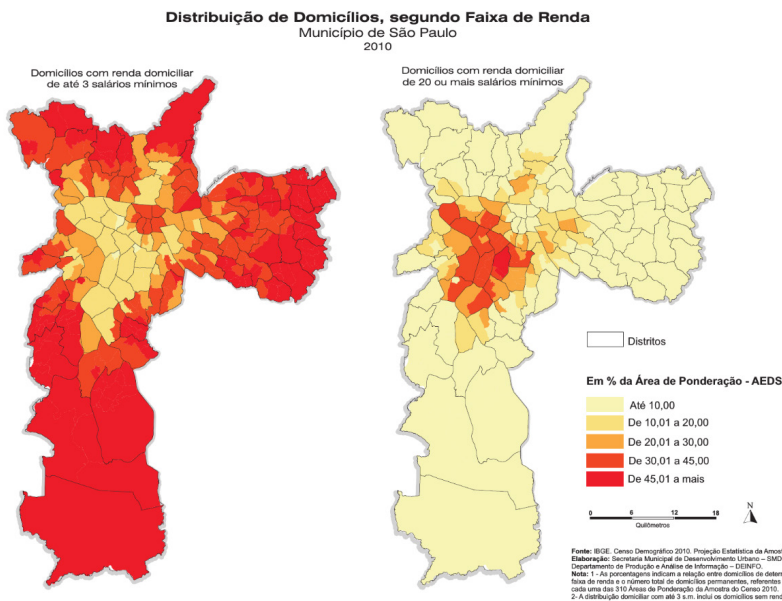 Distribuição de Domicílios, segundo Faixa de Renda
Município de São Paulo
2010
Domicílios com renda domiciliar
de até 3 salários mínimos
Domicílios com renda domiciliar
de 20 ou mais salários mínimos
Distritos
Em % da Área de Ponderação - AEDS
Até 10,00
De 10,01 a 20,00
De 20,01 a 30,00
De 30,01 a 45,00
De 45,01 a mais
0 6 12 18
Quilômetros
N
Fonte: IBGE. Censo Demográfico 2010. Projeção Estatística da Amost
Elaboração: Secretaria Municipal de Desenvolvimento Urbano – SMD
Departamento de Produção e Análise de Informação – DEINFO.
Nota: 1 - As porcentagens indicam a relação entre domicílios de determ
faixa de renda e o número total de domicílios permanentes, referentes
cada uma das 310 Áreas de Ponderação da Amostra do Censo 2010.
2- A distribuição domiciliar com até 3 s.m. inclui os domicílios sem rend